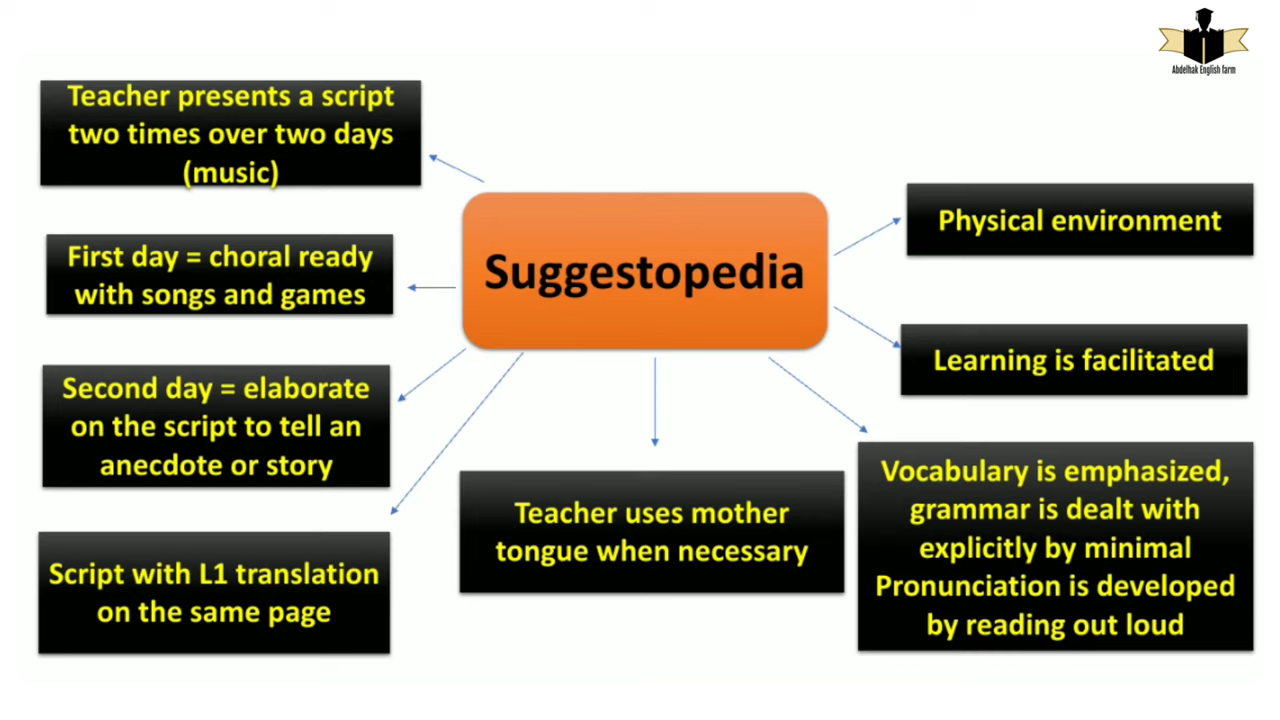 Abdelhak English farm
Teacher presents a script
two times over two days
(music)
First day = choral ready
with songs and games
Second day = elaborate
on the script to tell an
anecdote or story
Script with L1 translation
on the same page
Suggestopedia
Teacher uses mother
tongue when necessary
Physical environment
Learning is facilitated
Vocabulary is emphasized,
grammar is dealt with
explicitly by minimal
Pronunciation is developed
by reading out loud